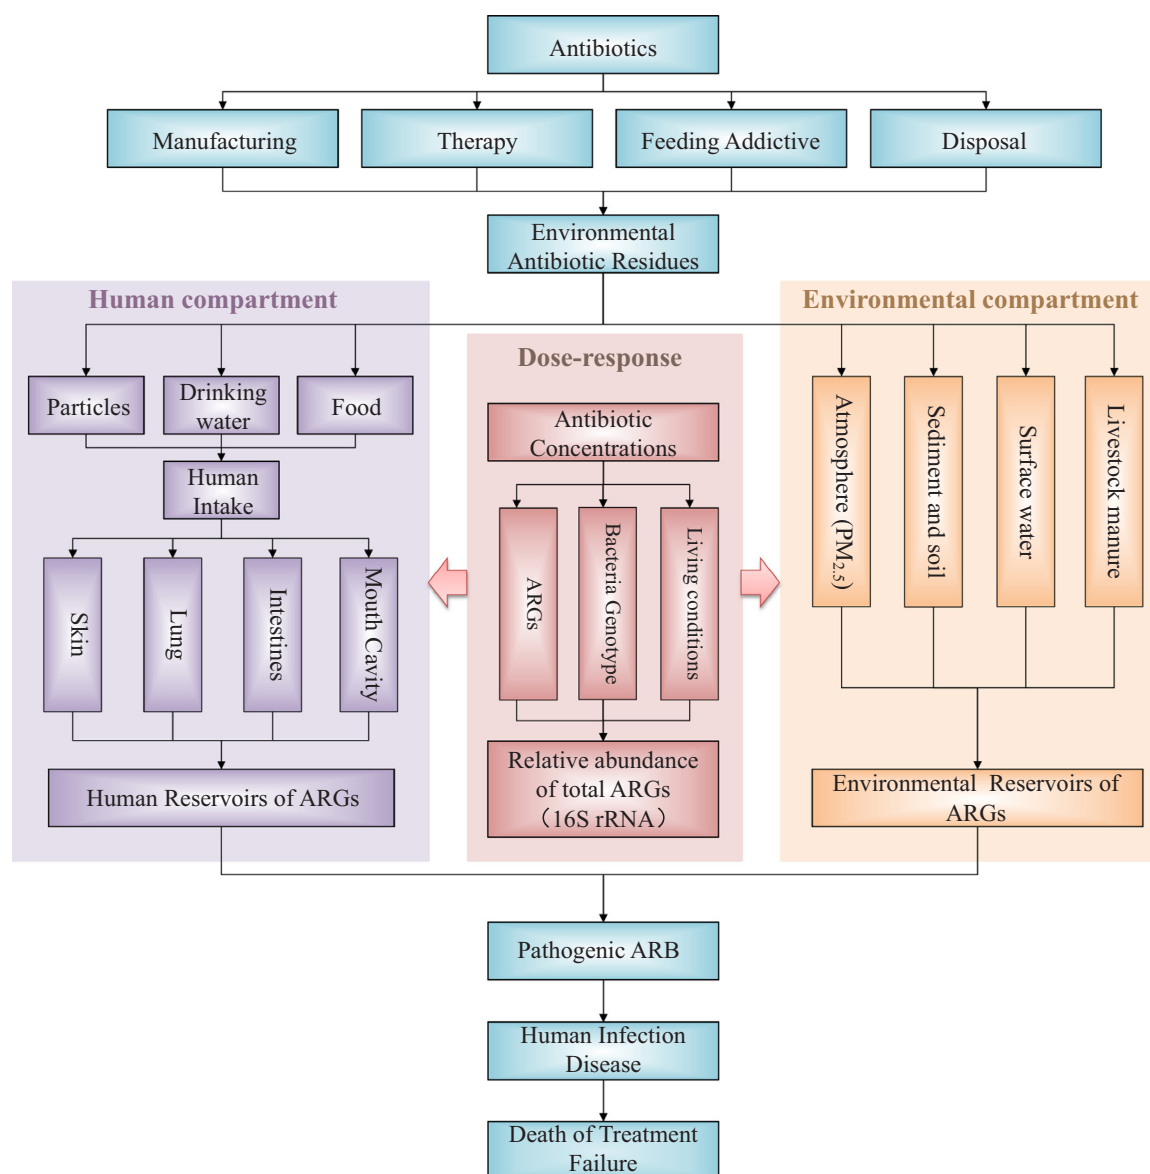 Antibiotics
Manufacturing
Therapy
Feeding Addictive
Disposal
Environmental
Antibiotic Residues
Human compartment
Particles
Drinking
water
Food
Human
Intake
Skin
Lung
Intestines
Mouth Cavity
Human Reservoirs of ARGs
Dose-response
Antibiotic
Concentrations
ARGs
Bacteria Genotype
Living conditions
Relative abundance
of total ARGs
（16S rRNA）
Environmental compartment
Atmosphere (PM2.5)
Sediment and soil
Surface water
Livestock manure
Environmental Reservoirs of
ARGs
Pathogenic ARB
Human Infection
Disease
Death of Treatment
Failure